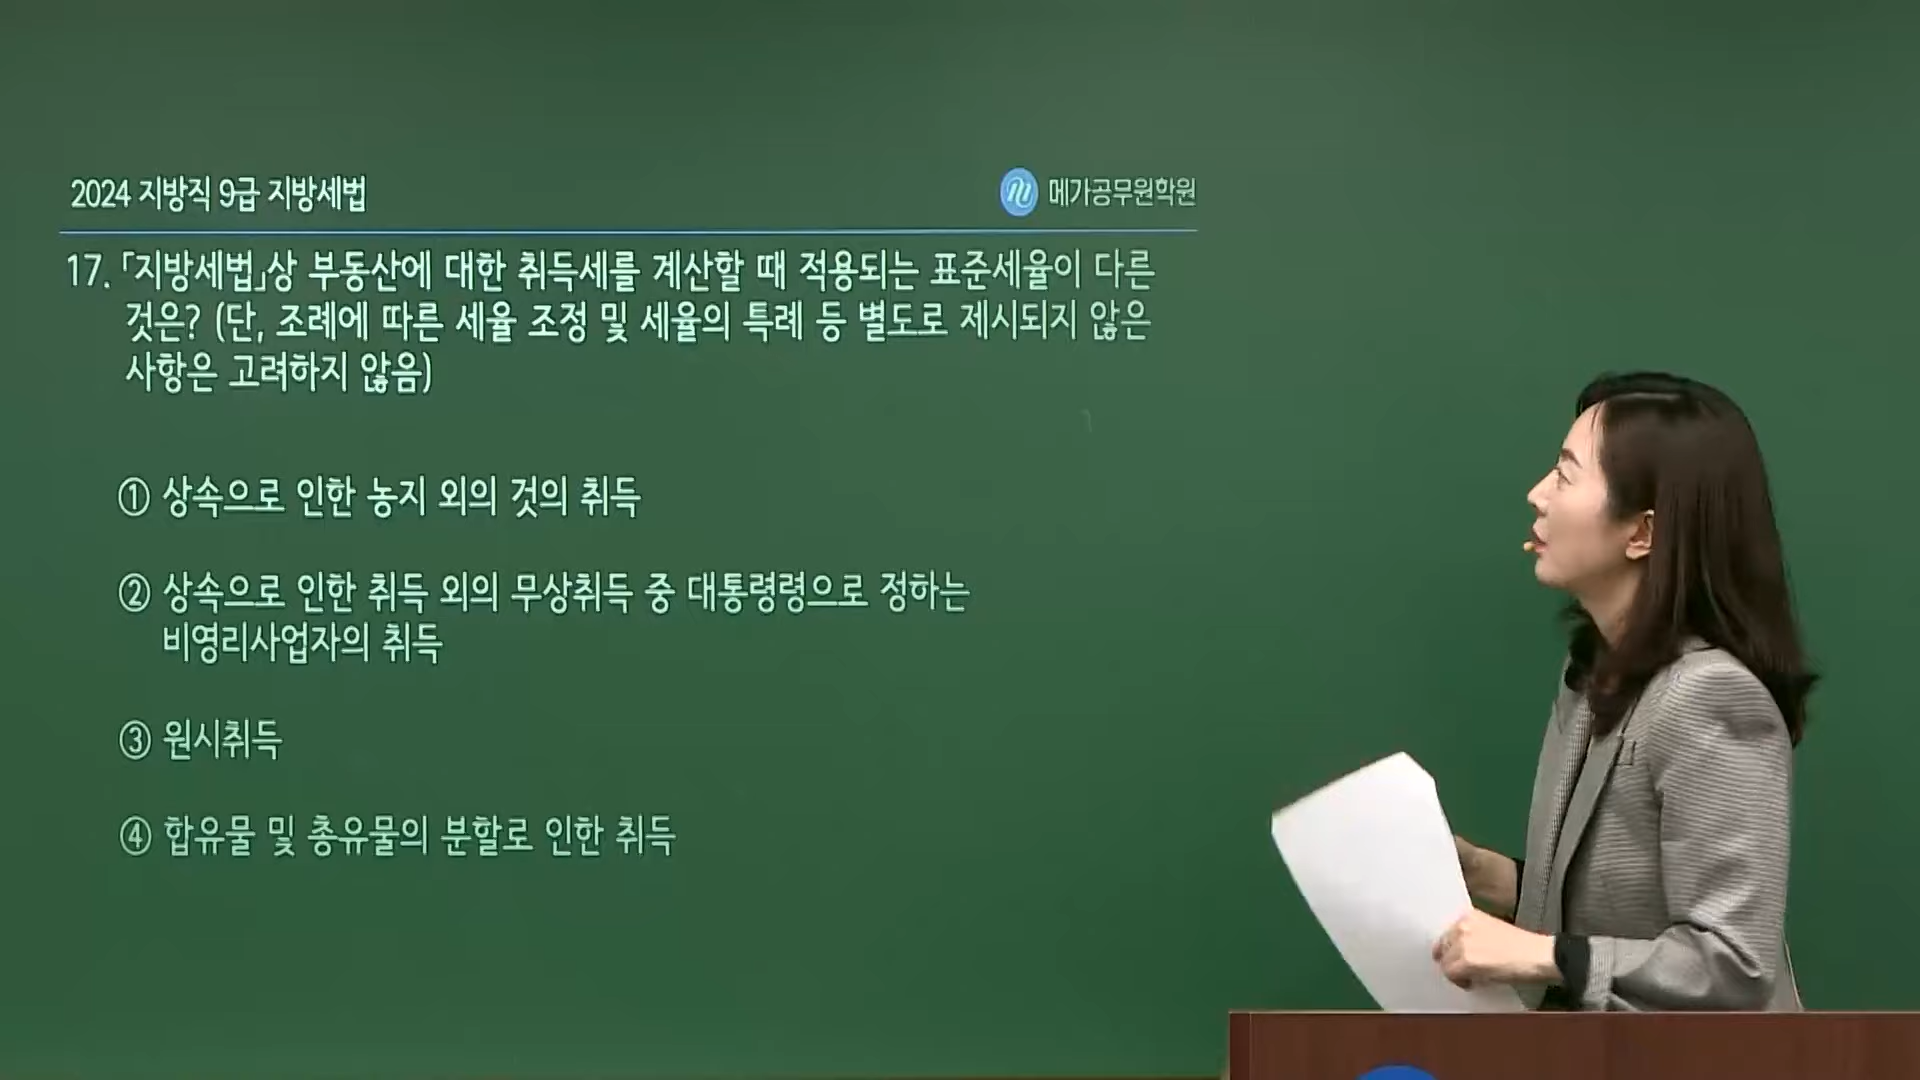 2024 지방직 9급 지방세법
메가공무원학원
17. 「지방세법」상 부동산에 대한 취득세를 계산할 때 적용되는 표준세율이 다른
것은? (단, 조례에 따른 세율 조정 및 세율의 특례 등 별도로 제시되지 않은
사항은 고려하지 않음)
① 상속으로 인한 농지 외의 것의 취득
② 상속으로 인한 취득 외의 무상취득 중 대통령령으로 정하는
비영리사업자의 취득
③ 원시취득
④ 합유물 및 총유물의 분할로 인한 취득